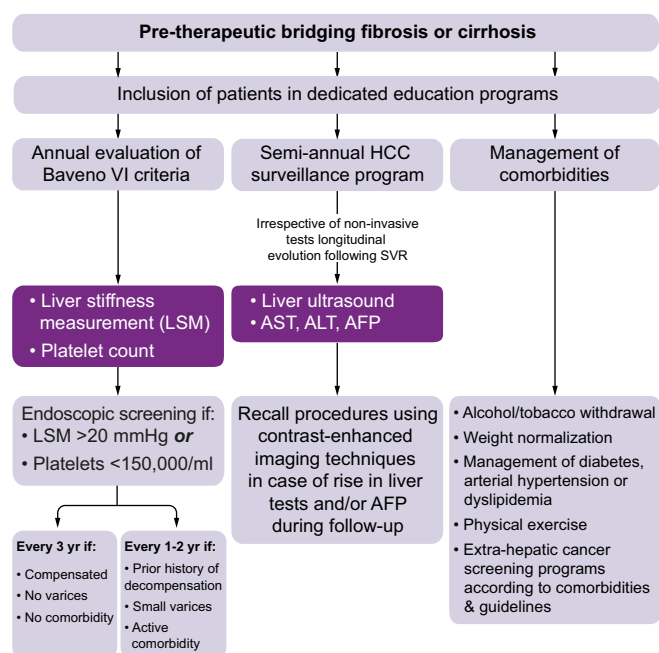 Pre-therapeutic bridging fibrosis or cirrhosis
Inclusion of patients in dedicated education programs
Annual evaluation of
Baveno VI criteria
Semi-annual HCC
surveillance program
Management of
comorbidities
Irrespective of non-invasive
tests longitudinal
evolution following SVR
• Liver stiffness
measurement (LSM)
• Platelet count
• Liver ultrasound
• AST, ALT, AFP
Endoscopic screening if:
• LSM >20 mmHg or
• Platelets <150,000/ml
Recall procedures using
contrast-enhanced
imaging techniques
in case of rise in liver
tests and/or AFP
during follow-up
• Alcohol/tobacco withdrawal
• Weight normalization
• Management of diabetes,
arterial hypertension or
dyslipidemia
• Physical exercise
• Extra-hepatic cancer
screening programs
according to comorbidities
& guidelines
Every 3 yr if:
• Compensated
• No varices
• No comorbidity
Every 1-2 yr if:
• Prior history of
decompensation
• Small varices
• Active
comorbidity